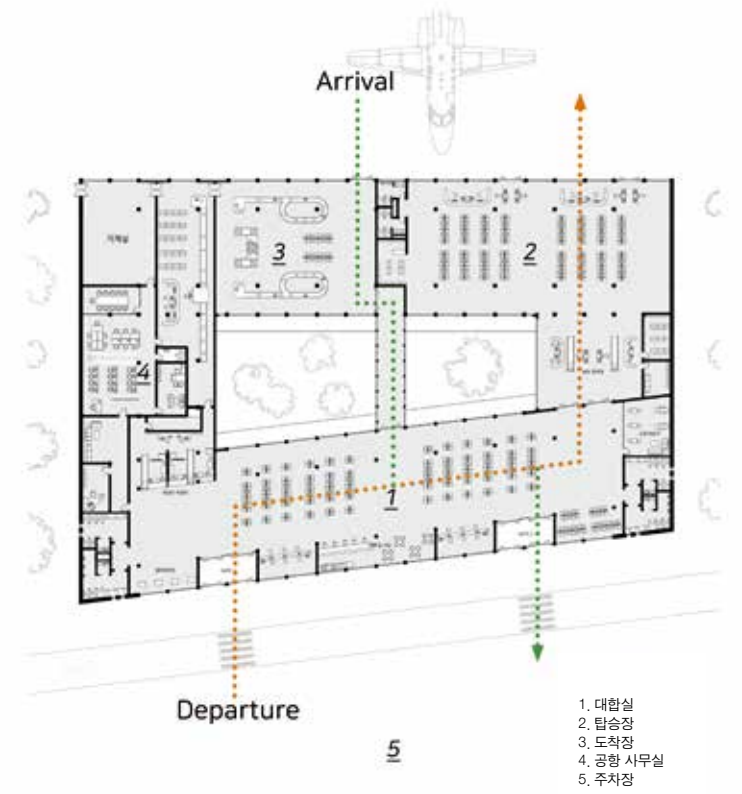 Arrival
3
2
4
1
Departure
5
1. 대합실
2. 탑승장
3. 도착장
4. 공항 사무실
5. 주차장